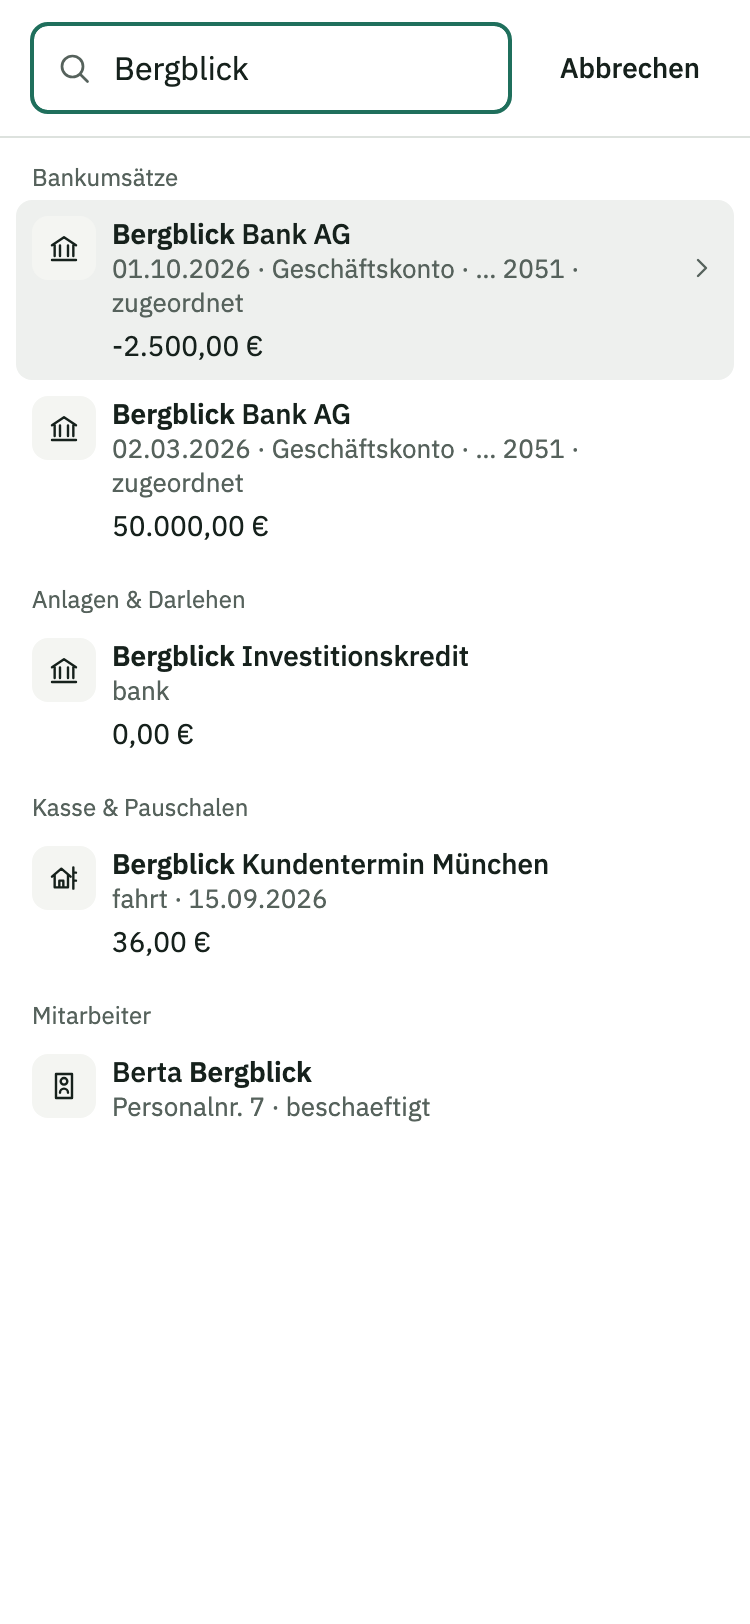 Bergblick
Abbrechen
Bankumsätze
Bergblick Bank AG
01.10.2026 · Geschäftskonto · ... 2051 ·
zugeordnet
-2.500,00 €
Bergblick Bank AG
02.03.2026 · Geschäftskonto · ... 2051 ·
zugeordnet
50.000,00 €
Anlagen & Darlehen
Bergblick Investitionskredit
bank
0,00 €
Kasse & Pauschalen
Bergblick Kundentermin München
fahrt · 15.09.2026
36,00 €
Mitarbeiter
Berta Bergblick
Personalnr. 7 · beschaeftigt